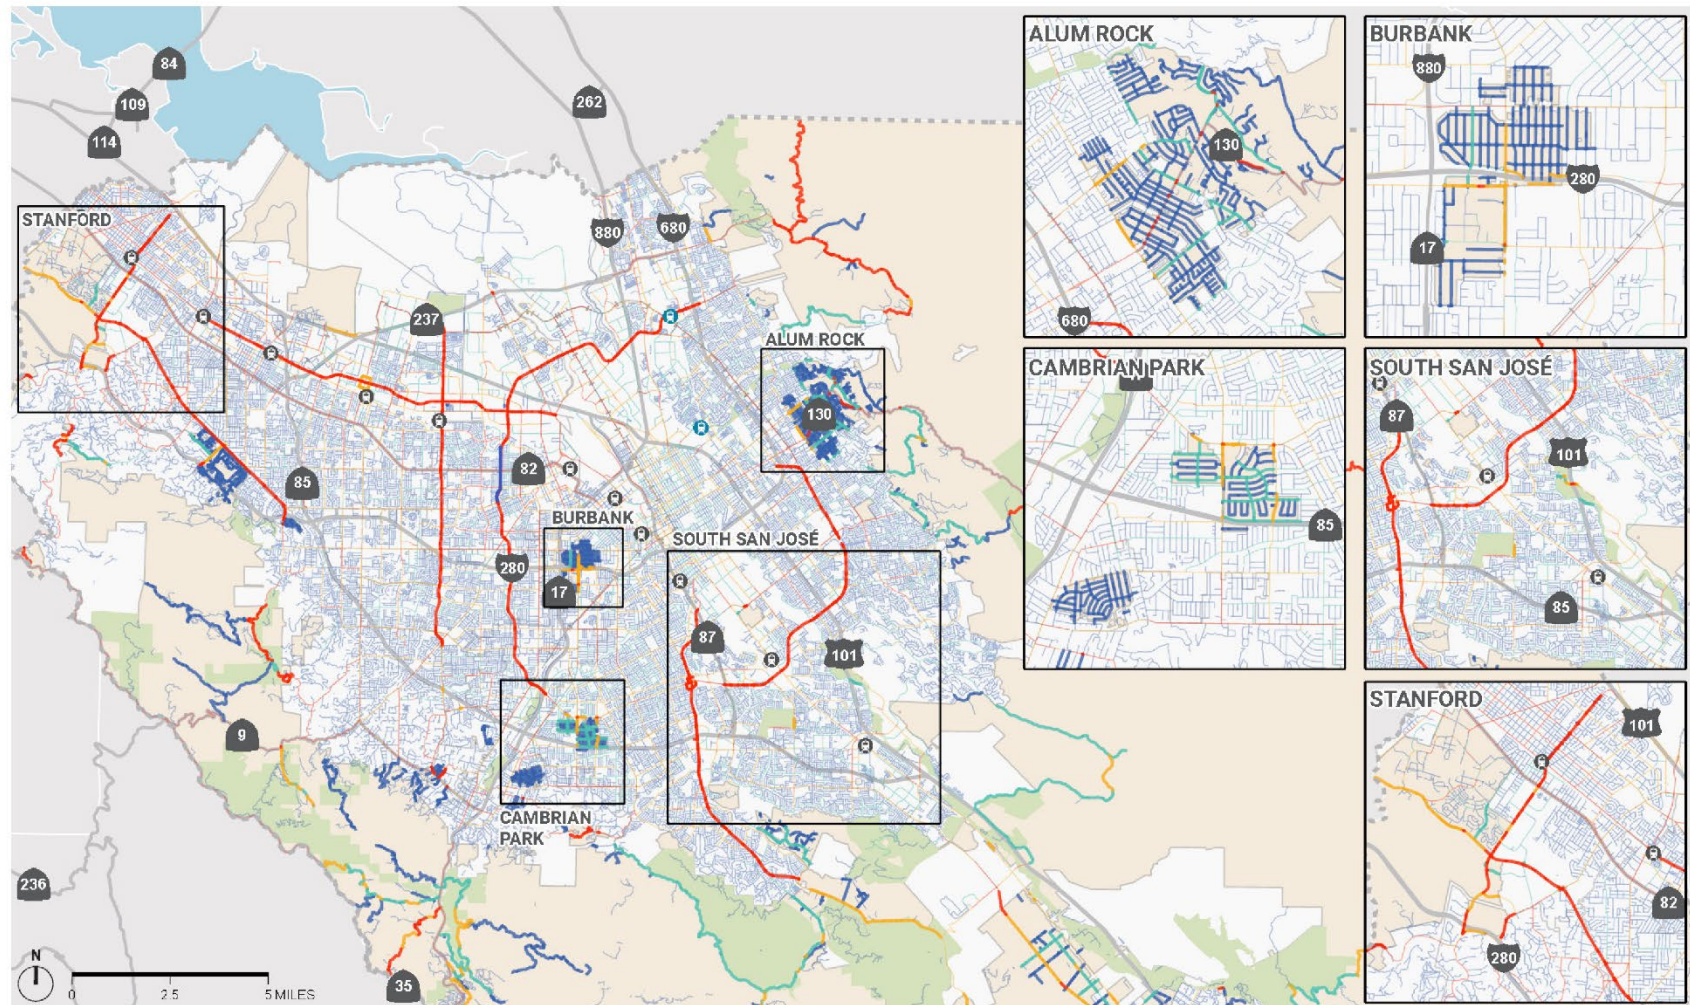 84
109
114
262
STANFORD
880
680
237
ALUM ROCK
130
85
82
BURBANK
280
17
SOUTH SAN JOSÉ
87
101
9
CAMBRIAN
PARK
236
35
N
0
2.5
5 MILES
ALUM ROCK
130
680
BURBANK
880
280
17
CAMBRIAN PARK
85
SOUTH SAN JOSÉ
87
101
85
STANFORD
101
82
280